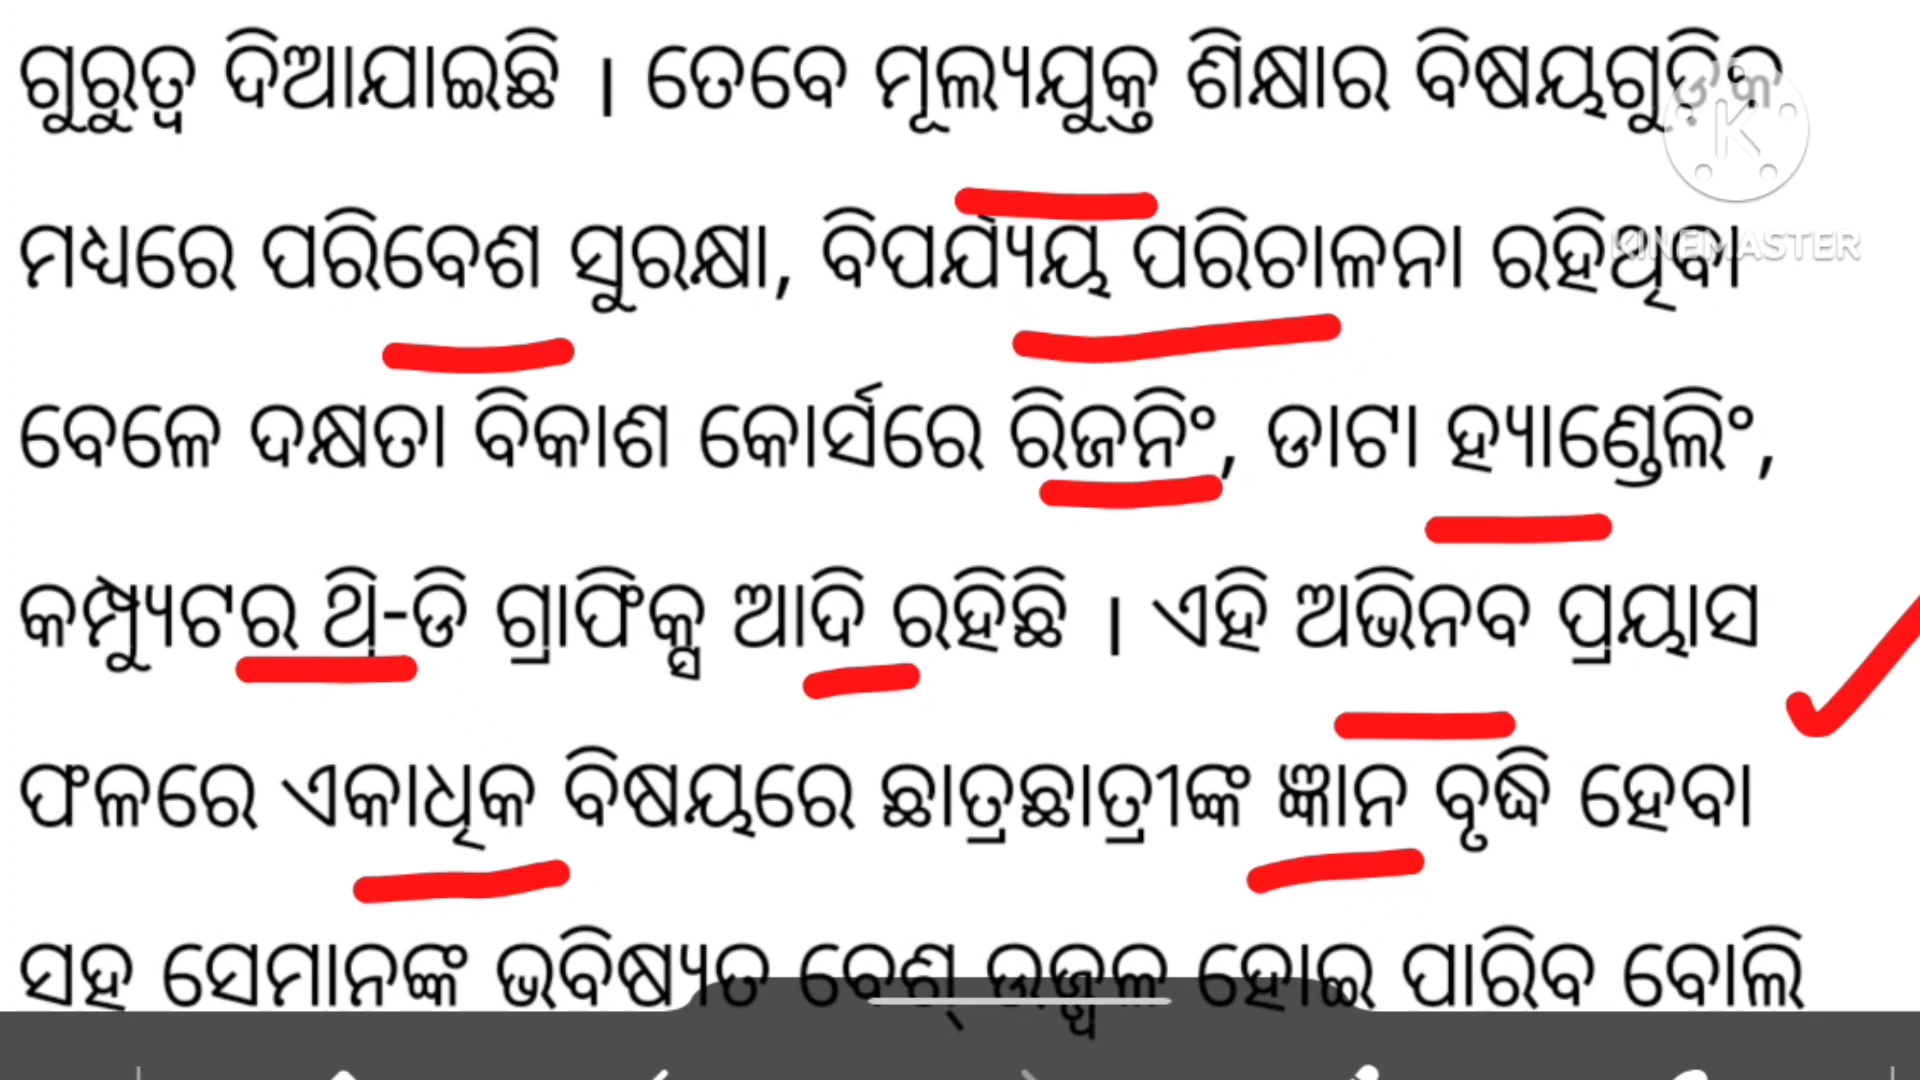 ଗୁରୁତ୍ୱ ଦିଆଯାଇଛି । ତେବେ ମୂଲ୍ୟଯୁକ୍ତ ଶିକ୍ଷାର ବିଷୟଗୁଡ଼ିକ
ମଧ୍ୟରେ ପରିବେଶ ସୁରକ୍ଷା, ବିପର୍ଯ୍ୟୟ ପରିଚାଳନା ରହିଥିବା
KINEMASTER
ବେଳେ ଦକ୍ଷତା ବିକାଶ କୋର୍ସରେ ରିଜନିଂ, ଡାଟା ହ୍ୟାଣ୍ଡେଲିଂ,
କମ୍ପ୍ୟୁଟର ଥ୍ରି-ଡି ଗ୍ରାଫିକ୍ସ ଆଦି ରହିଛି । ଏହି ଅଭିନବ ପ୍ରୟାସ
ଫଳରେ ଏକାଧିକ ବିଷୟରେ ଛାତ୍ରଛାତ୍ରୀଙ୍କ ଜ୍ଞାନ ବୃଦ୍ଧି ହେବା
ସହ ସେମାନଙ୍କ ଭବିଷ୍ୟତ ବେଶ୍ ଉଜ୍ଜ୍ୱଳ ହୋଇ ପାରିବ ବୋଲି